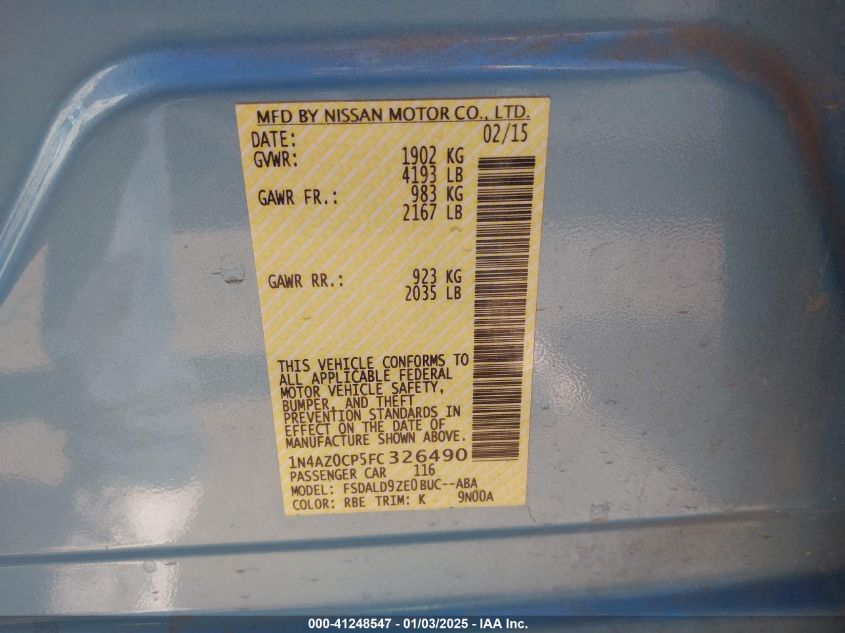 MFD BY NISSAN MOTOR CO., LTD.
DATE: 02/15
GVWR: 1902 KG
4193 LB
GAWR FR.: 983 KG
2167 LB
GAWR RR.: 923 KG
2035 LB
THIS VEHICLE CONFORMS TO
ALL APPLICABLE FEDERAL
MOTOR VEHICLE SAFETY,
BUMPER, AND THEFT
PREVENTION STANDARDS IN
EFFECT ON THE DATE OF
MANUFACTURE SHOWN ABOVE.
1N4AZ0CP5FC326490
PASSENGER CAR 116
MODEL: FSDALD9ZE0BUC--ABA
COLOR: RBE TRIM: K 9N00A
000-41248547 - 01/03/2025 - IAA Inc.